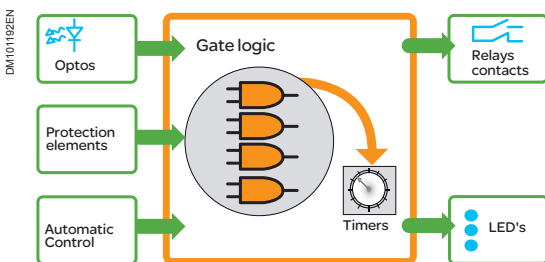 DM101192EN
Optos
Protection
elements
Automatic
Control
Gate logic
Timers
Relays
contacts
LED's